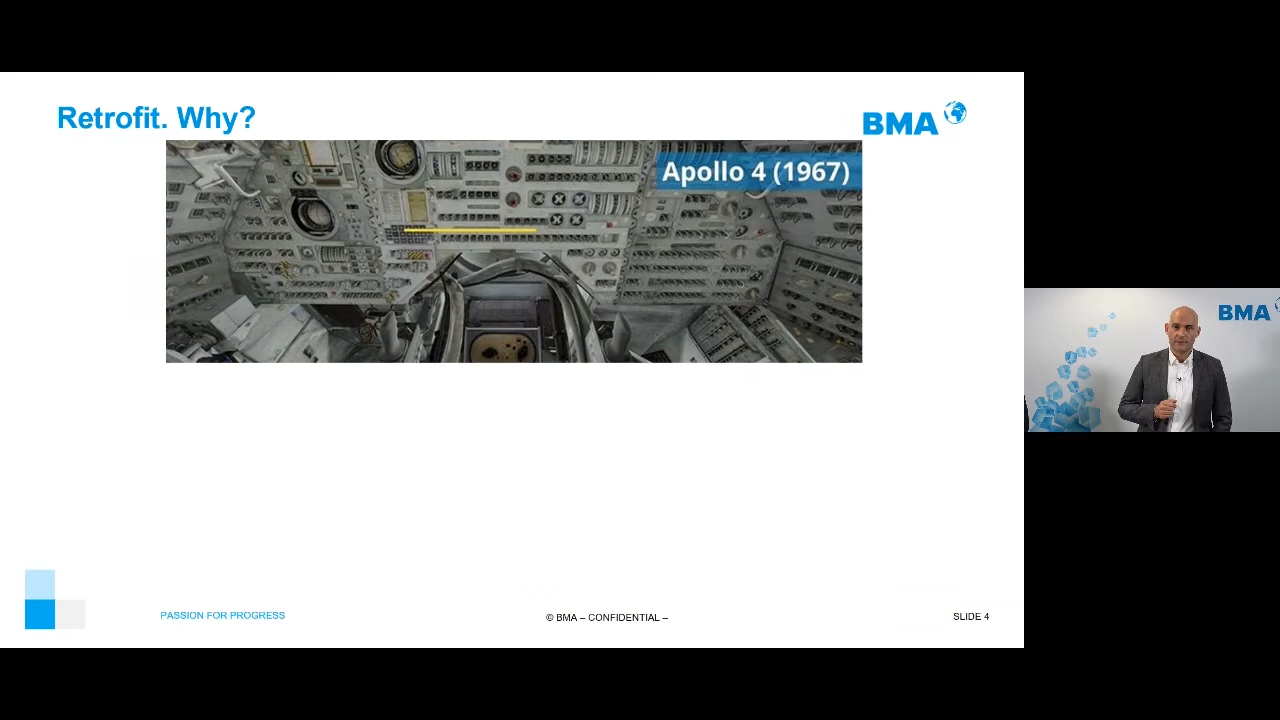 Retrofit. Why?
BMA
Apollo 4 (1967)
BMA
PASSION FOR PROGRESS
© BMA – CONFIDENTIAL –
SLIDE 4